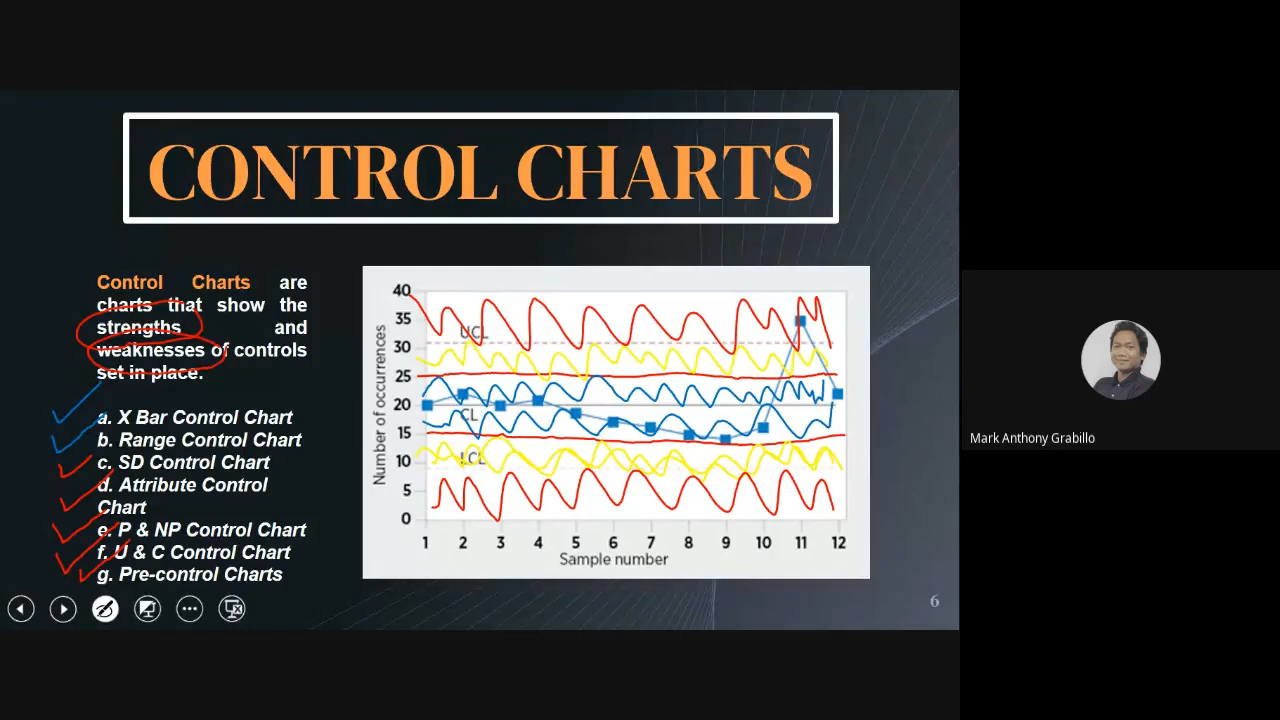 CONTROL CHARTS
Control Charts are
charts that show the
strengths and
weaknesses of controls
set in place.
a. X Bar Control Chart
b. Range Control Chart
c. SD Control Chart
d. Attribute Control
Chart
e. P & NP Control Chart
f. U & C Control Chart
g. Pre-control Charts
Number of occurrences
40
35
30
25
20
15
10
5
0
UCL
CL
LCL
1 2 3 4 5 6 7 8 9 10 11 12
Sample number
6
Mark Anthony Grabillo